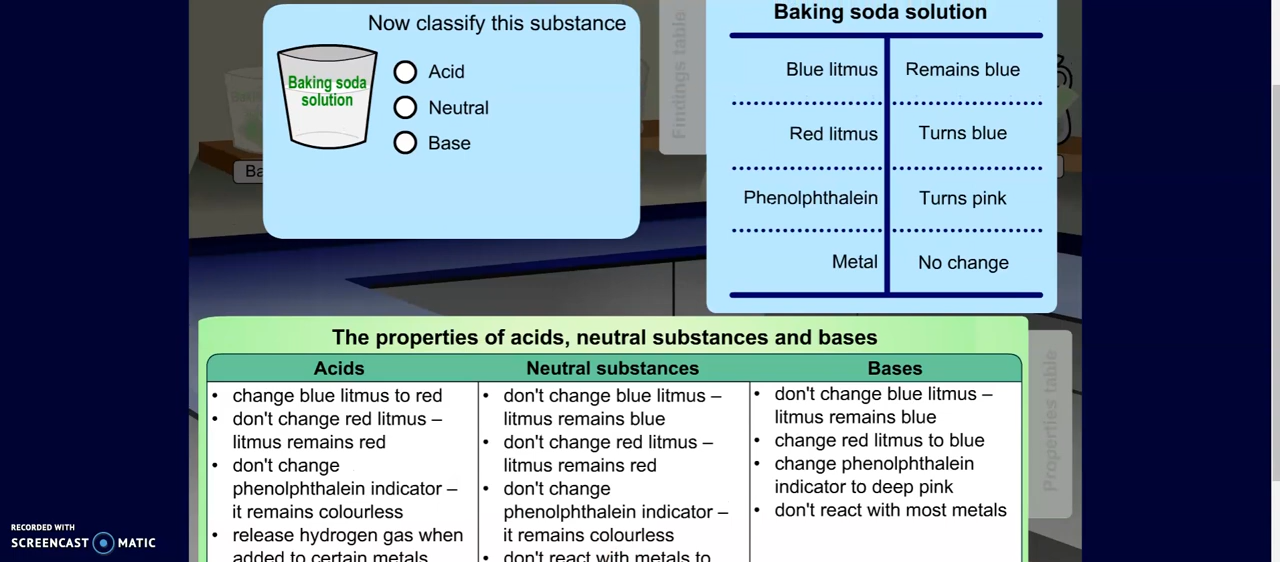 Now classify this substance
Baking soda
solution
Acid
Neutral
Base
Findings table
Baking soda solution
Blue litmus Remains blue
Red litmus Turns blue
Phenolphthalein Turns pink
Metal No change
Ba
The properties of acids, neutral substances and bases
Acids
• change blue litmus to red
• don't change red litmus –
litmus remains red
• don't change
phenolphthalein indicator –
it remains colourless
• release hydrogen gas when
added to certain metals
Neutral substances
• don't change blue litmus –
litmus remains blue
• don't change red litmus –
litmus remains red
• don't change
phenolphthalein indicator –
it remains colourless
• don't react with metals to
Bases
• don't change blue litmus –
litmus remains blue
• change red litmus to blue
• change phenolphthalein
indicator to deep pink
• don't react with most metals
Properties table
RECORDED WITH
SCREENCAST MATIC